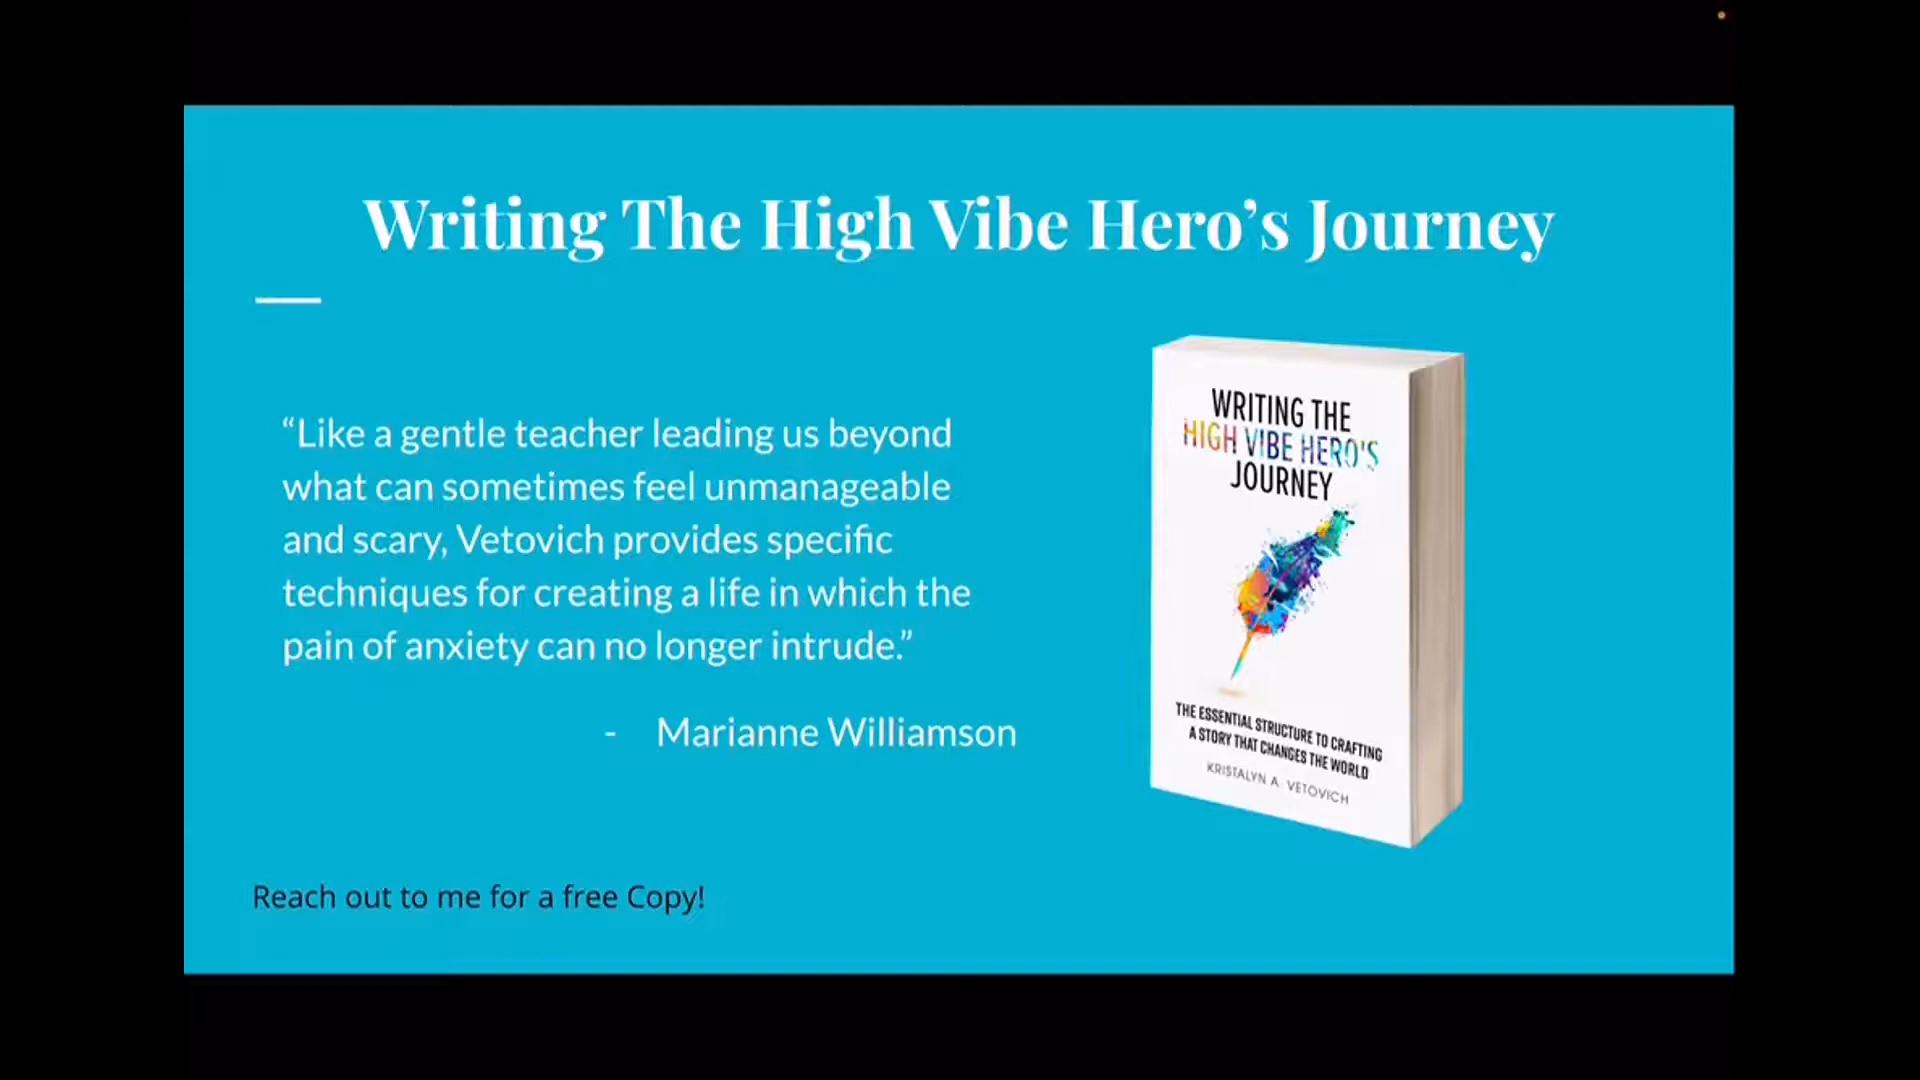 Writing The High Vibe Hero’s Journey
“Like a gentle teacher leading us beyond
what can sometimes feel unmanageable
and scary, Vetovich provides specific
techniques for creating a life in which the
pain of anxiety can no longer intrude.”
- Marianne Williamson
Reach out to me for a free Copy!
WRITING THE
HIGH VIBE HERO'S
JOURNEY
THE ESSENTIAL STRUCTURE TO CRAFTING
A STORY THAT CHANGES THE WORLD
KRISTALYN A. VETOVICH